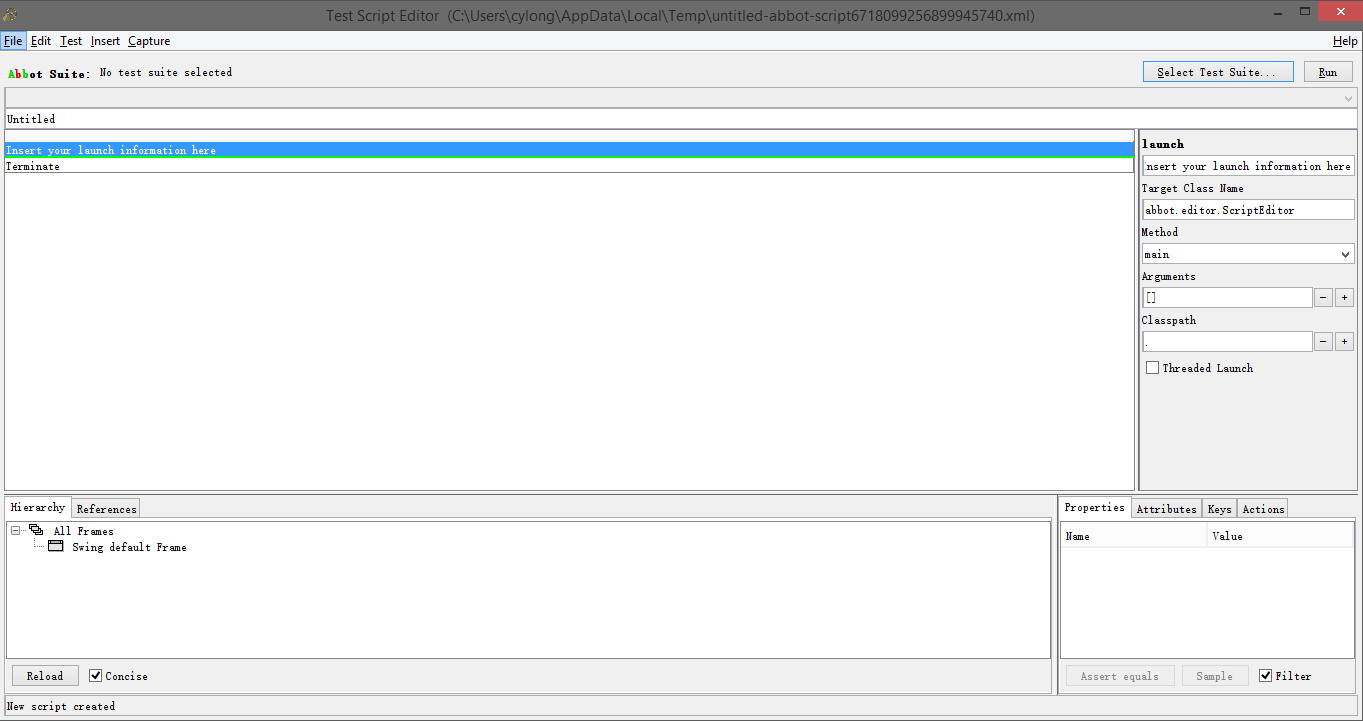 Test Script Editor (C:\Users\cylong\AppData\Local\Temp\untitled-abbot-script6718099256899945740.xml)
File Edit Test Insert Capture Help
Abbot Suite: No test suite selected Select Test Suite... Run
Untitled
Insert your launch information here
Terminate
launch
nsert your launch information here
Target Class Name
abbot.editor.ScriptEditor
Method
main
Arguments
[] - +
Classpath
. - +
Threaded Launch
Hierarchy References
All Frames
Swing default Frame
Reload Concise
Properties Attributes Keys Actions
Name Value
Assert equals Sample Filter
New script created